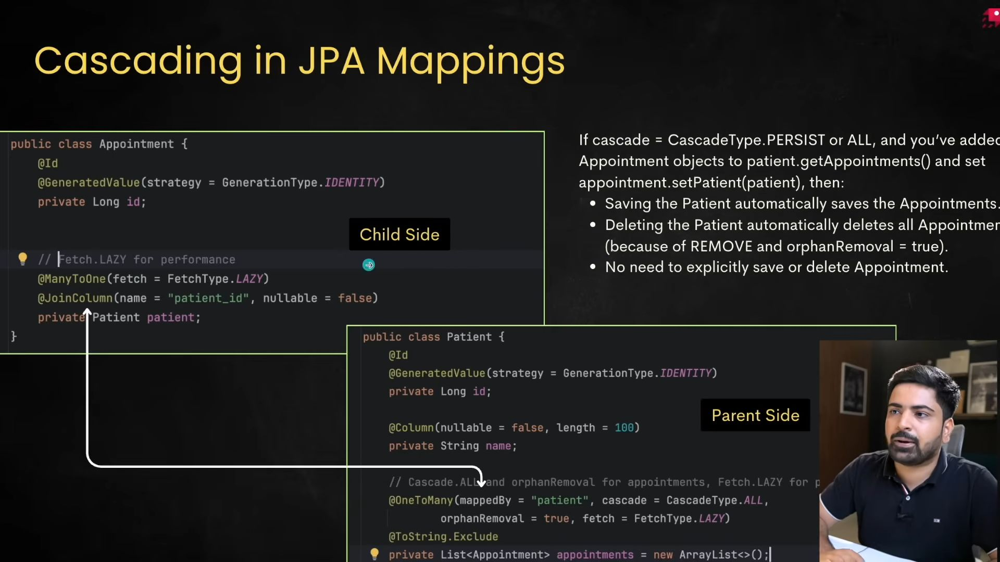 Cascading in JPA Mappings
public class Appointment {
@Id
@GeneratedValue(strategy = GenerationType.IDENTITY)
private Long id;
Child Side
// Fetch.LAZY for performance
@ManyToOne(fetch = FetchType.LAZY)
@JoinColumn(name = "patient_id", nullable = false)
private Patient patient;
}
If cascade = CascadeType.PERSIST or ALL, and you've added
Appointment objects to patient.getAppointments() and set
appointment.setPatient(patient), then:
• Saving the Patient automatically saves the Appointments.
• Deleting the Patient automatically deletes all
(because of REMOVE and orphanRemoval = true).
• No need to explicitly save or delete Appointment.
public class Patient {
@Id
@GeneratedValue(strategy = GenerationType.IDENTITY)
private Long id;
Parent Side
@Column(nullable = false, length = 100)
private String name;
// Cascade.ALL and orphanRemoval for appointments, Fetch.LAZY for
@OneToMany(mappedBy = "patient", cascade = CascadeType.ALL,
orphanRemoval = true, fetch = FetchType.LAZY)
@ToString.Exclude
private List<Appointment> appointments = new ArrayList<>();